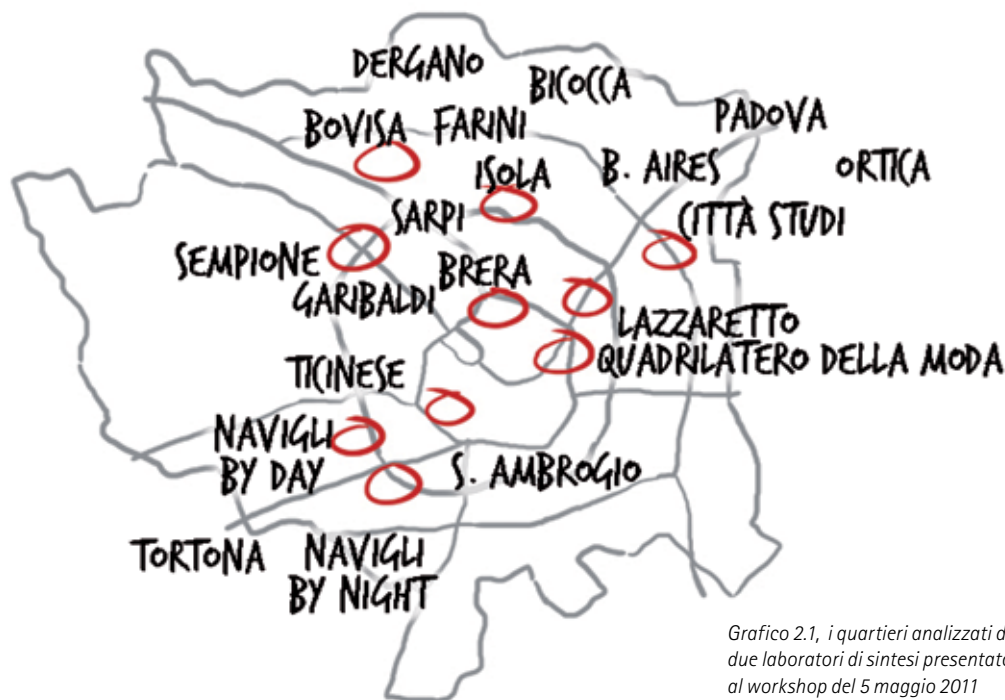 DERGANO
BICOCCA
PADOVA
BOVISA FARINI
ISOLA
B. AIRES
ORTICA
SARPI
CITTÀ STUDI
SEMPIONE
BRERA
GARIBALDI
LAZZARETTO
QUADRILATERO DELLA MODA
TICINESE
NAVIGLI
BY DAY
S. AMBROGIO
TORTONA
NAVIGLI
BY NIGHT
Grafico 2.1, i quartieri analizzati
due laboratori di sintesi
al workshop del 5 maggio 2011